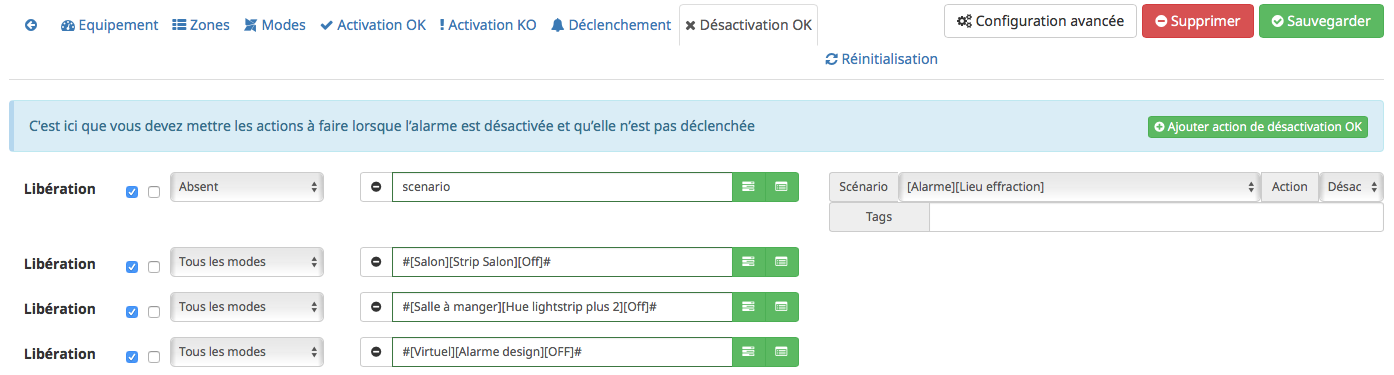 Equipement Zones Modes Activation OK Activation KO Déclenchement Désactivation OK Configuration avancée Supprimer Sauvegarder
Réinitialisation
C'est ici que vous devez mettre les actions à faire lorsque l’alarme est désactivée et qu’elle n’est pas déclenchée Ajouter action de désactivation OK
Libération Absent scenario Scénario [Alarme][Lieu effraction] Action Désac
Tags
Libération Tous les modes #[Salon][Strip Salon][Off]#
Libération Tous les modes #[Salle à manger][Hue lightstrip plus 2][Off]#
Libération Tous les modes #[Virtuel][Alarme design][OFF]#